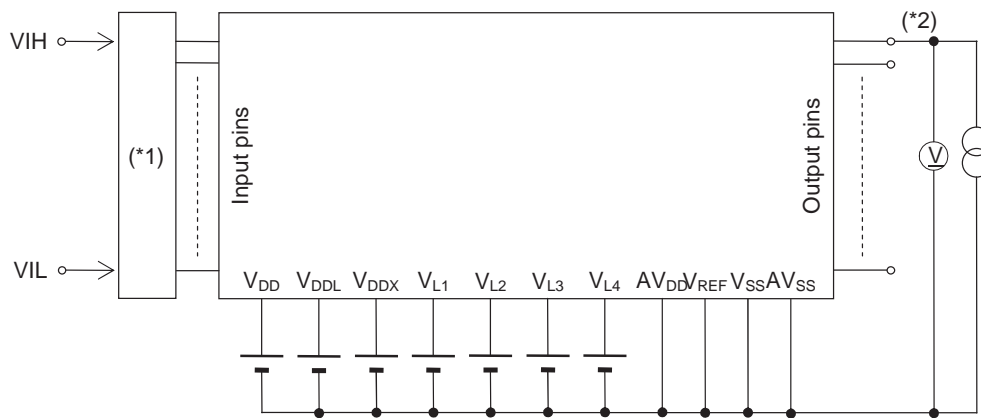 (*2)
VIH
(*1)
Input pins
Output pins
V
VIL
VDD VDDL VDDX VL1 VL2 VL3 VL4 AVDD VREF VSS AVSS